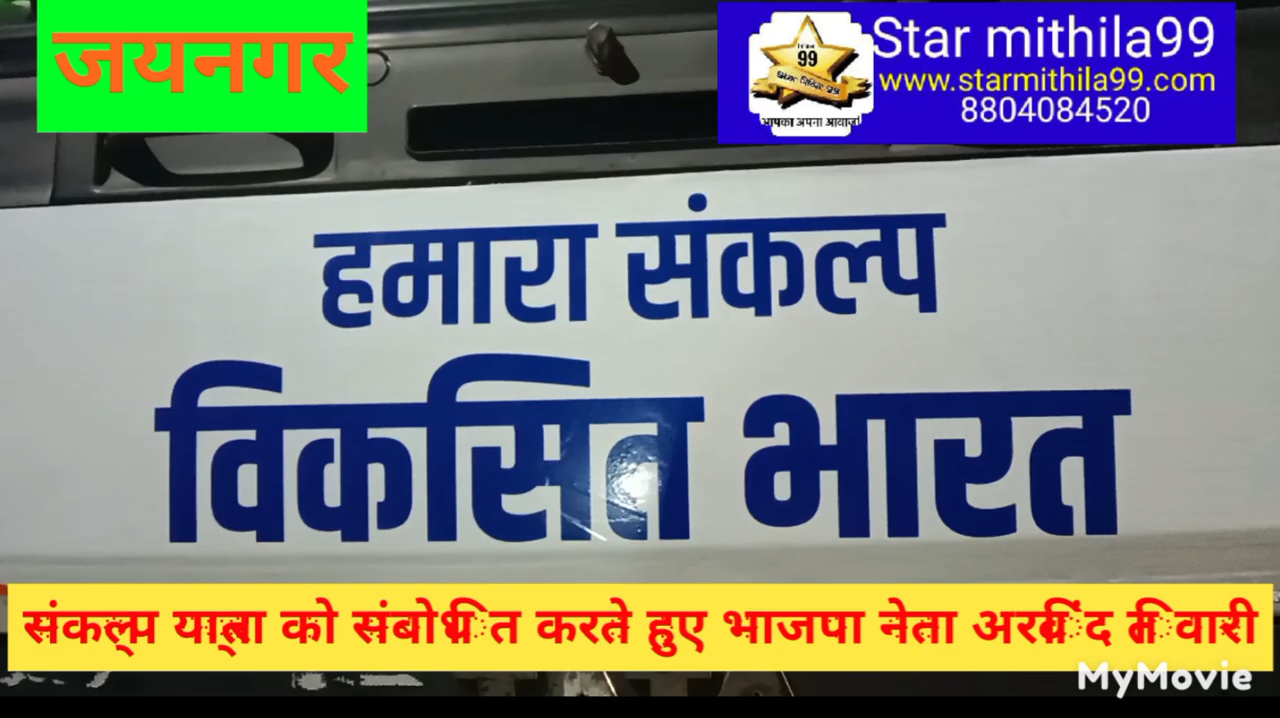 जयनगर
99
आपका अपना आवाज
Star mithila99
www.starmithila99.com
8804084520
हमारा संकल्प
विकसित भारत
संकल्प यात्रा को संबोधित करते हुए भाजपा नेता अरविंद तिवारी
MyMovie